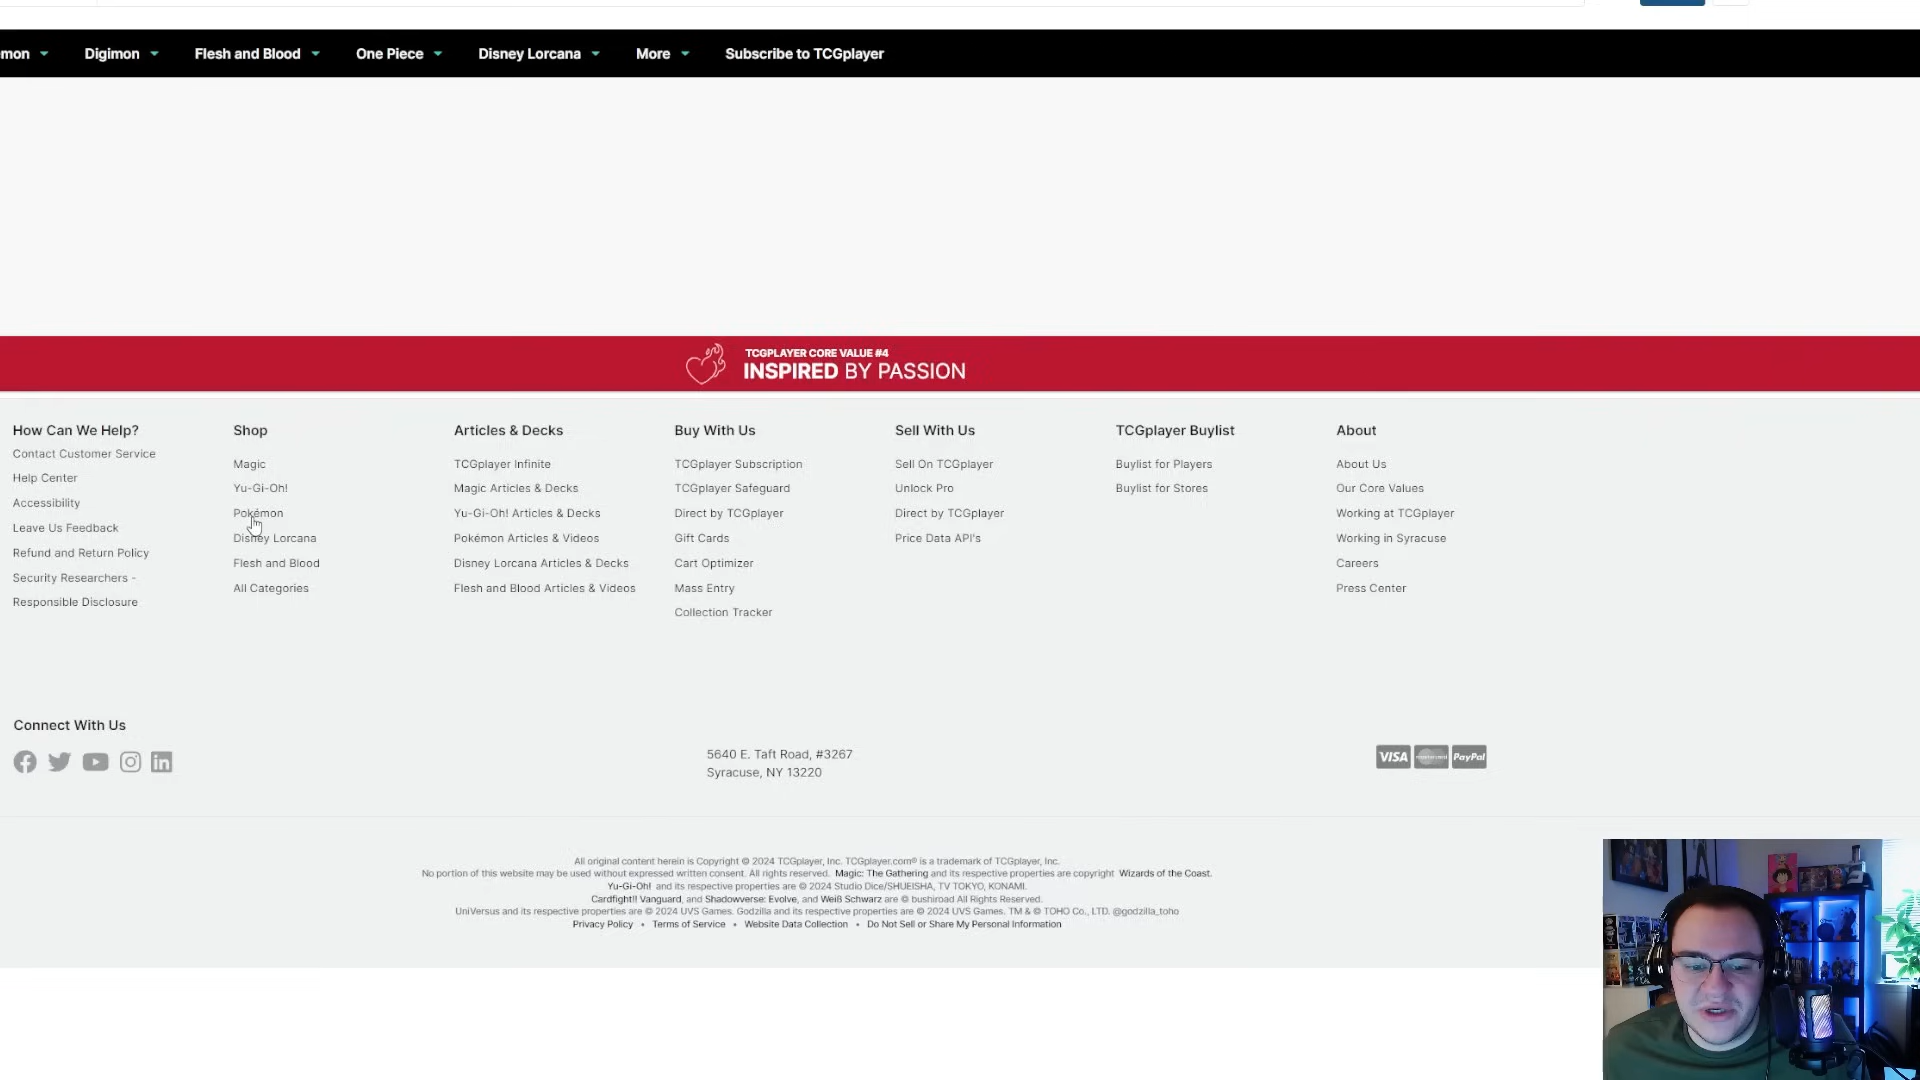 mon
Digimon
Flesh and Blood
One Piece
Disney Lorcana
More
Subscribe to TCGplayer
TCGPLAYER CORE VALUE #4
INSPIRED BY PASSION
How Can We Help?
Contact Customer Service
Help Center
Accessibility
Leave Us Feedback
Refund and Return Policy
Security Researchers -
Responsible Disclosure
Shop
Magic
Yu-Gi-Oh!
Pokémon
Disney Lorcana
Flesh and Blood
All Categories
Articles & Decks
TCGplayer Infinite
Magic Articles & Decks
Yu-Gi-Oh! Articles & Decks
Pokémon Articles & Videos
Disney Lorcana Articles & Decks
Flesh and Blood Articles & Videos
Buy With Us
TCGplayer Subscription
TCGplayer Safeguard
Direct by TCGplayer
Gift Cards
Cart Optimizer
Mass Entry
Collection Tracker
Sell With Us
Sell On TCGplayer
Unlock Pro
Direct by TCGplayer
Price Data API's
TCGplayer Buylist
Buylist for Players
Buylist for Stores
About
About Us
Our Core Values
Working at TCGplayer
Working in Syracuse
Careers
Press Center
Connect With Us
5640 E. Taft Road, #3267
Syracuse, NY 13220
VISA
PayPal
All original content herein is Copyright © 2024 TCGplayer, Inc. TCGplayer.com® is a trademark of TCGplayer, Inc.
No portion of this website may be used without expressed written consent. All rights reserved. Magic: The Gathering and its respective properties are copyright Wizards of the Coast.
Yu-Gi-Oh! and its respective properties are © 2024 Studio Dice/SHUEISHA, TV TOKYO, KONAMI.
Cardfight!! Vanguard, and Shadowverse: Evolve, and Weiß Schwarz are © bushiroad All Rights Reserved.
UniVersus and its respective properties are © 2024 UVS Games. Godzilla and its respective properties are © 2024 UVS Games. TM & © TOHO Co., LTD. @godzilla_toho
Privacy Policy • Terms of Service • Website Data Collection • Do Not Sell or Share My Personal Information